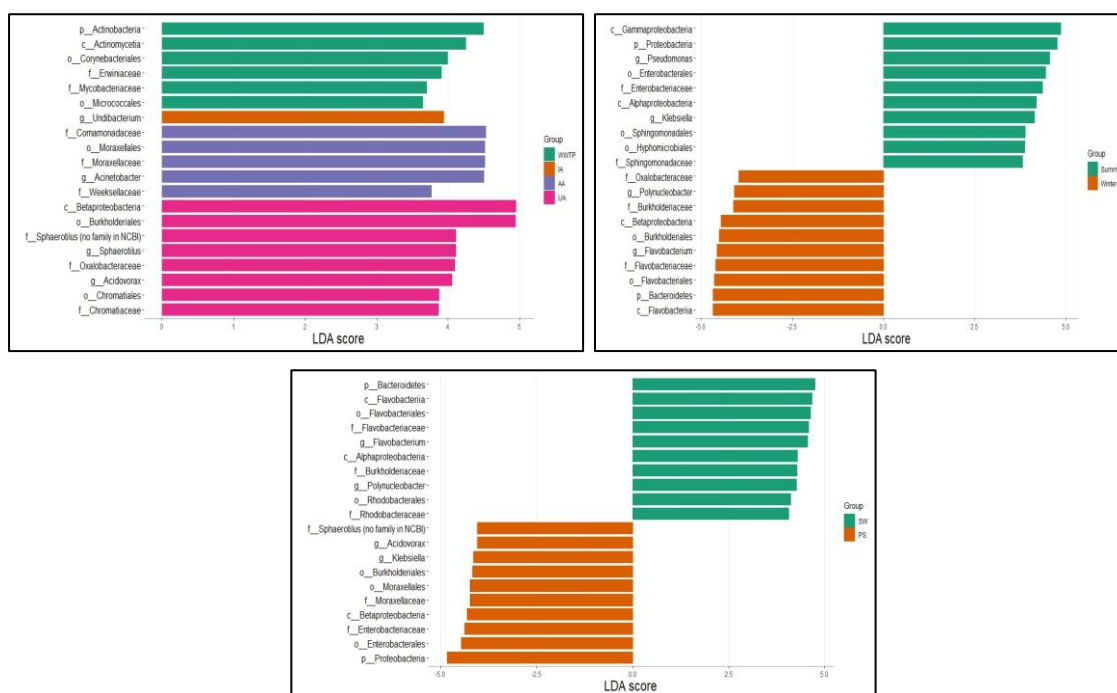 p__Actinobacteria
c__Actinomycetia
o__Corynebacteriales
f__Erwiniaceae
f__Mycobacteriaceae
o__Micrococcales
g__Undibacterium
f__Comamonadaceae
o__Moraxellales
f__Moraxellaceae
g__Acinetobacter
f__Weeksellaceae
c__Betaproteobacteria
o__Burkholderiales
f__Sphaerotilus (no family in NCBI)
g__Sphaerotilus
f__Oxalobacteraceae
g__Acidovorax
o__Chromatiales
f__Chromatiaceae
0 1 2 3 4 5
LDA score
Group
WWTP
IA
AA
UA
c__Gammaproteobacteria
p__Proteobacteria
g__Pseudomonas
o__Enterobacterales
f__Enterobacteriaceae
c__Alphaproteobacteria
g__Klebsiella
o__Sphingomonadales
o__Hyphomicrobiales
f__Sphingomonadaceae
f__Oxalobacteraceae
g__Polynucleobacter
f__Burkholderiaceae
c__Betaproteobacteria
o__Burkholderiales
g__Flavobacterium
f__Flavobacteriaceae
o__Flavobacteriales
p__Bacteroidetes
c__Flavobacteriia
-5.0 -2.5 0.0 2.5 5.0
LDA score
Group
Summ
Winter
p__Bacteroidetes
c__Flavobacteriia
o__Flavobacteriales
f__Flavobacteriaceae
g__Flavobacterium
c__Alphaproteobacteria
f__Burkholderiaceae
g__Polynucleobacter
o__Rhodobacterales
f__Rhodobacteraceae
f__Sphaerotilus (no family in NCBI)
g__Acidovorax
g__Klebsiella
o__Burkholderiales
o__Moraxellales
f__Moraxellaceae
c__Betaproteobacteria
f__Enterobacteriaceae
o__Enterobacterales
p__Proteobacteria
-5.0 -2.5 0.0 2.5 5.0
LDA score
Group
SW
PS